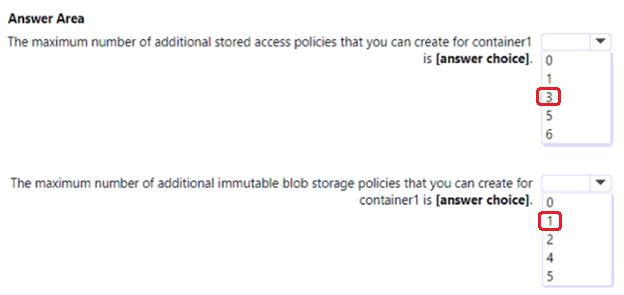 Answer Area
The maximum number of additional stored access policies that you can create for container1
is [answer choice].
0
1
3
5
6
The maximum number of additional immutable blob storage policies that you can create for
container1 is [answer choice].
0
1
2
4
5